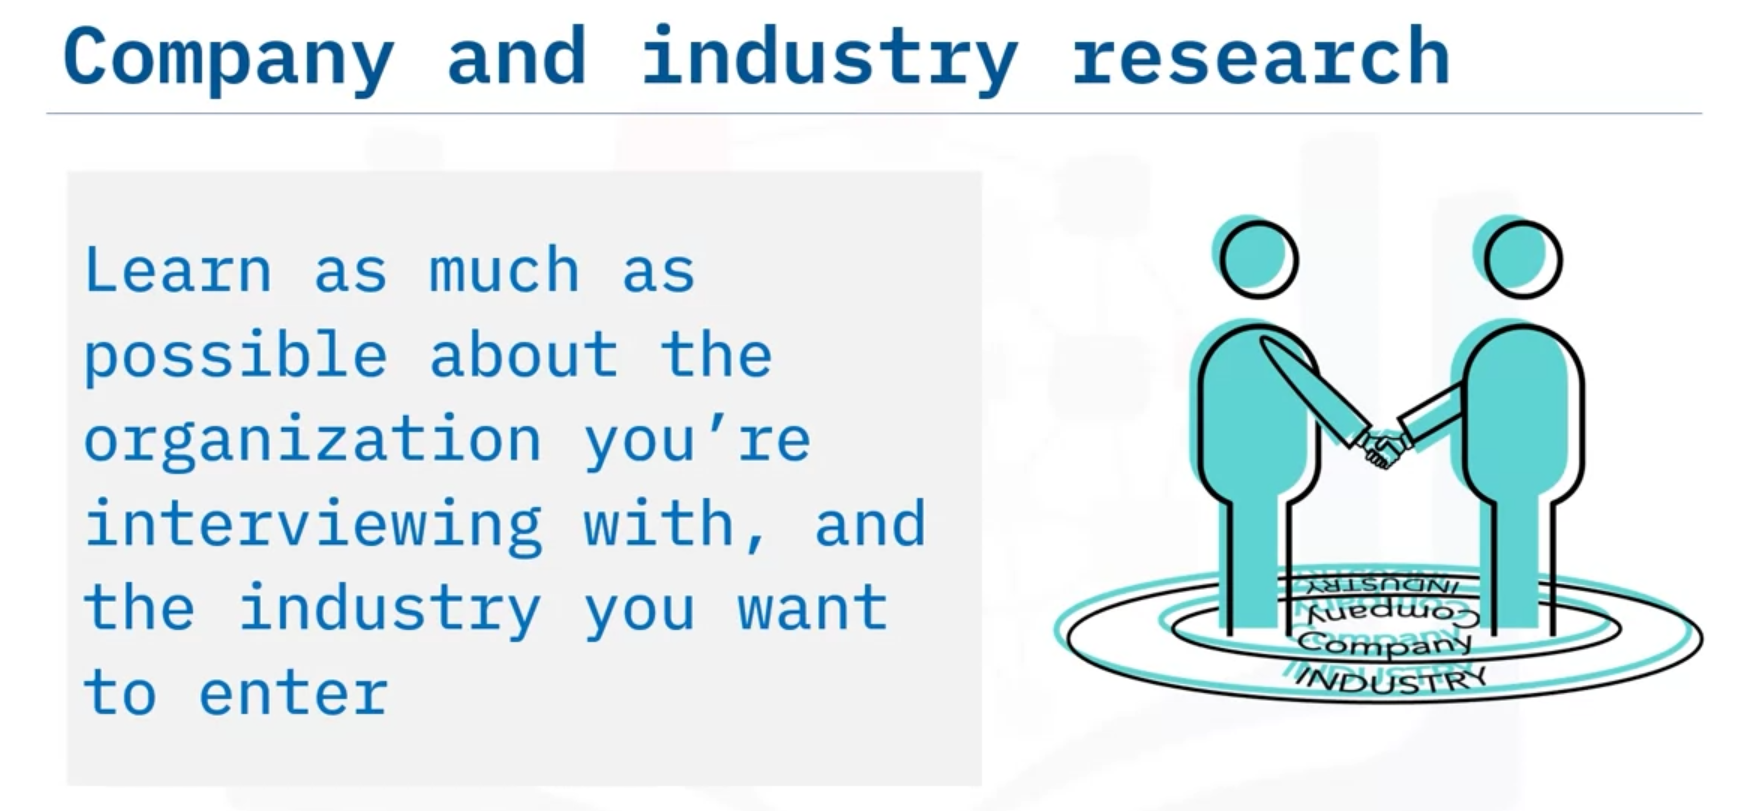 Company and industry research
Learn as much as
possible about the
organization you’re
interviewing with, and
the industry you want
to enter
INDUSTRY
Company
Company
INDUSTRY